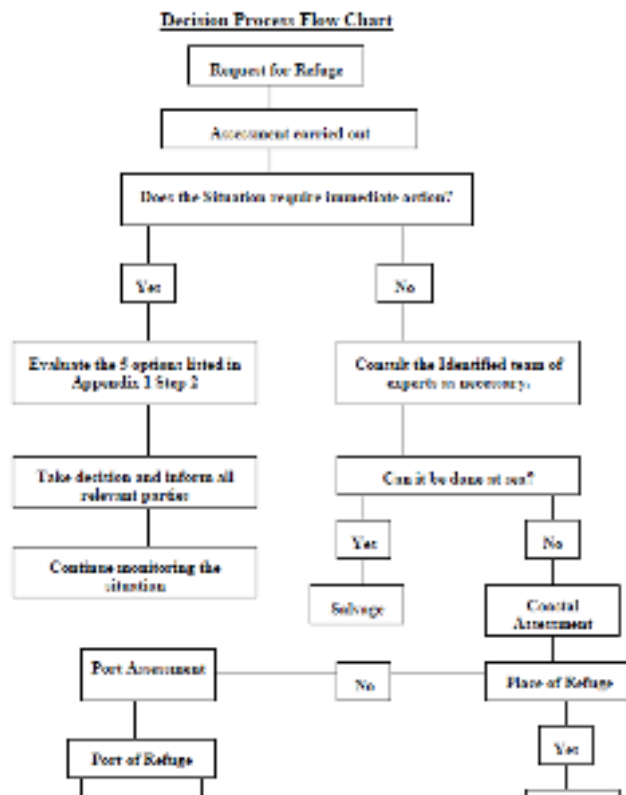 Decision Process Flow Chart
Request for Refuge
Assessment carried out
Does the Situation require immediate action?
Yes
No
Evaluate the 5 options listed in
Appendix 1 Step 2
Consult the Identified team of
experts as necessary.
Take decision and inform all
relevant parties
Can it be done at sea?
Continue monitoring the
situation
Yes
No
Salvage
Coastal
Assessment
Port Assessment
No
Place of Refuge
Port of Refuge
Yes